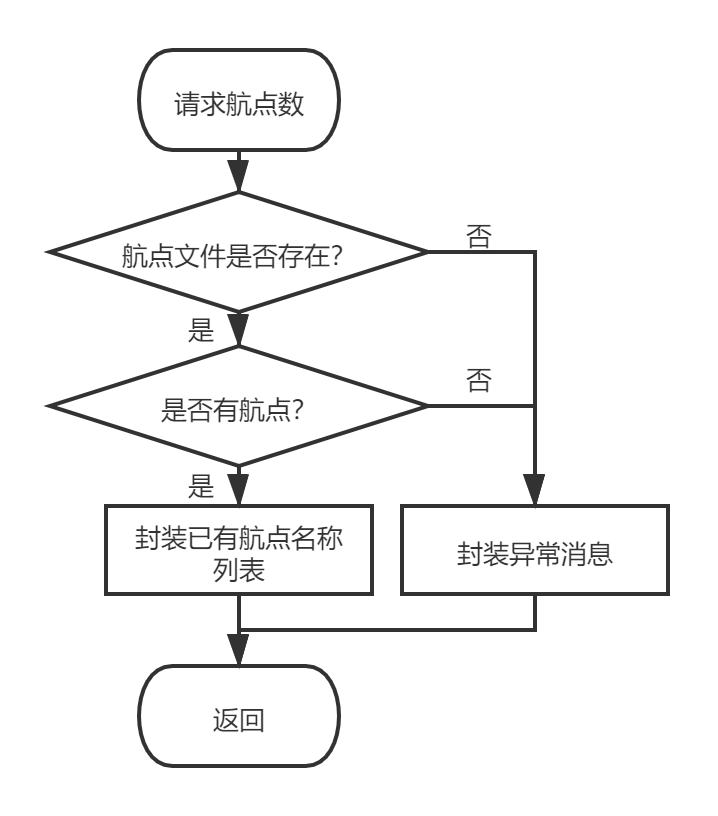 请求航点数
否
航点文件是否存在？
是
否
是否有航点？
是
封装已有航点名称
列表
封装异常消息
返回